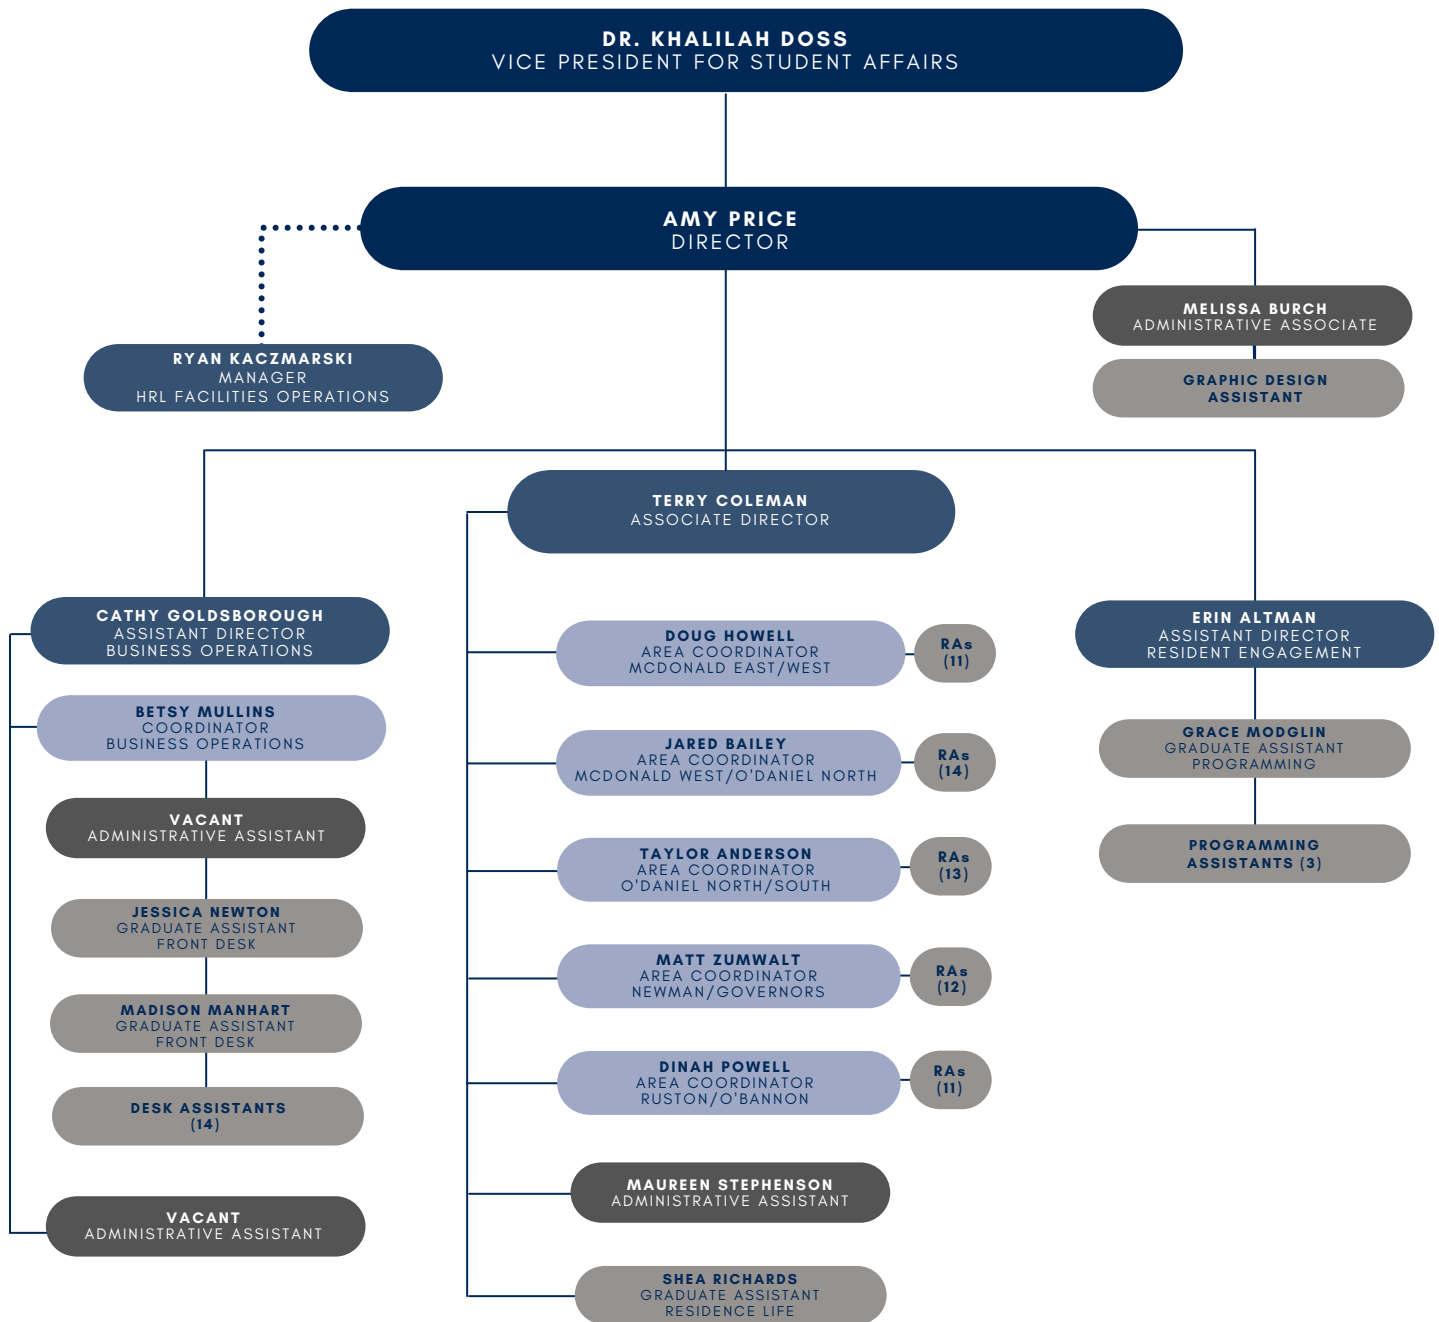 DR. KHALILAH DOSS
VICE PRESIDENT FOR STUDENT AFFAIRS
AMY PRICE
DIRECTOR
MELISSA BURCH
ADMINISTRATIVE ASSOCIATE
GRAPHIC DESIGN
ASSISTANT
RYAN KACZMARSKI
MANAGER
HRL FACILITIES OPERATIONS
CATHY GOLDSBOROUGH
ASSISTANT DIRECTOR
BUSINESS OPERATIONS
BETSY MULLINS
COORDINATOR
BUSINESS OPERATIONS
VACANT
ADMINISTRATIVE ASSISTANT
JESSICA NEWTON
GRADUATE ASSISTANT
FRONT DESK
MADISON MANHART
GRADUATE ASSISTANT
FRONT DESK
DESK ASSISTANTS
(14)
VACANT
ADMINISTRATIVE ASSISTANT
TERRY COLEMAN
ASSOCIATE DIRECTOR
DOUG HOWELL
AREA COORDINATOR
MCDONALD EAST/WEST
RAs
(11)
JARED BAILEY
AREA COORDINATOR
MCDONALD WEST/O'DANIEL NORTH
RAs
(14)
TAYLOR ANDERSON
AREA COORDINATOR
O'DANIEL NORTH/SOUTH
RAs
(13)
MATT ZUMWALT
AREA COORDINATOR
NEWMAN/GOVERNORS
RAs
(12)
DINAH POWELL
AREA COORDINATOR
RUSTON/O'BANNON
RAs
(11)
MAUREEN STEPHENSON
ADMINISTRATIVE ASSISTANT
SHEA RICHARDS
GRADUATE ASSISTANT
RESIDENCE LIFE
ERIN ALTMAN
ASSISTANT DIRECTOR
RESIDENT ENGAGEMENT
GRACE MODGLIN
GRADUATE ASSISTANT
PROGRAMMING
PROGRAMMING
ASSISTANTS (3)